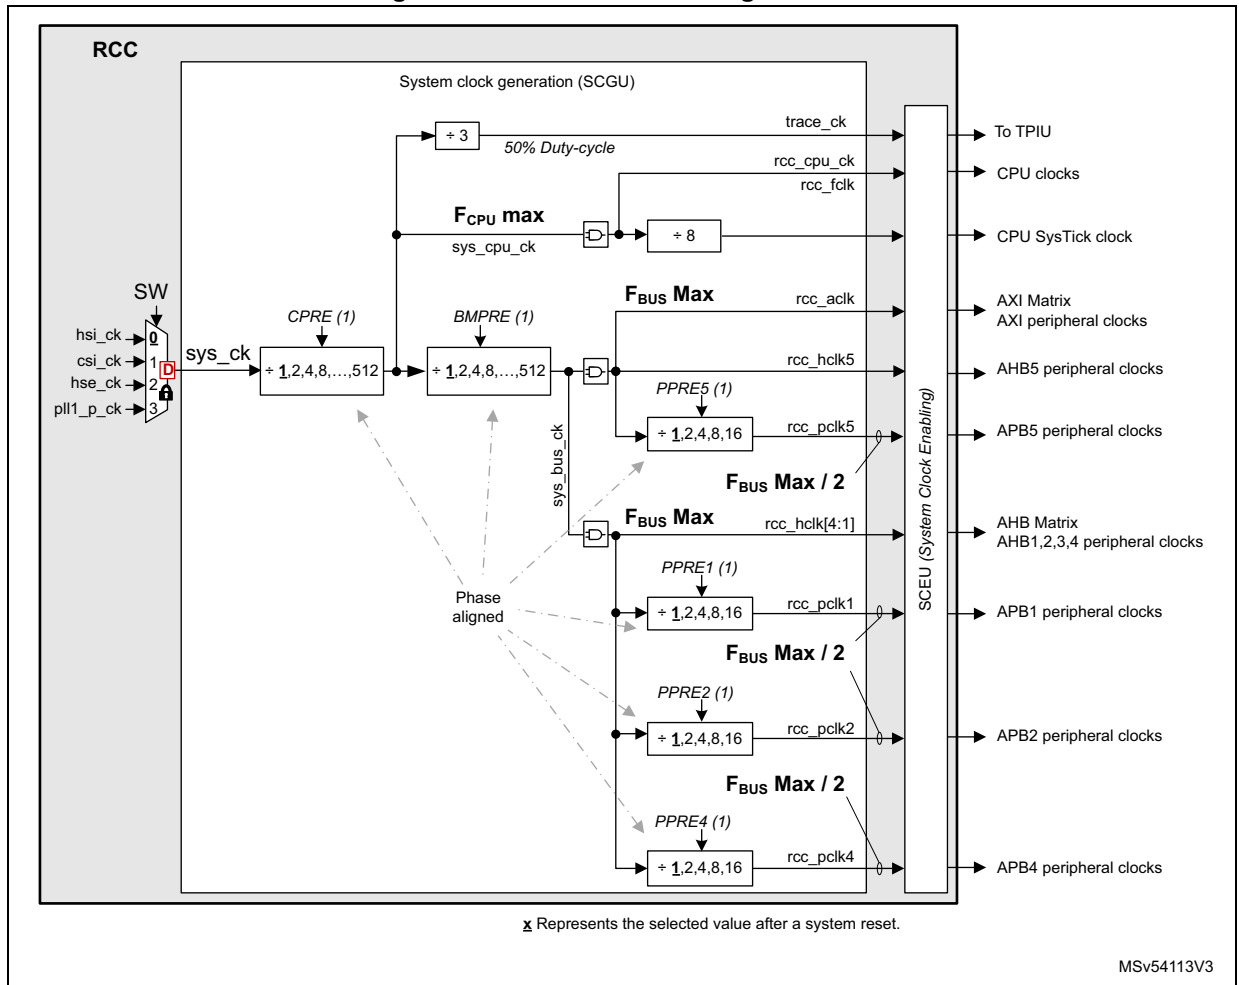 RCC
System clock generation (SCGU)
÷ 3
50% Duty-cycle
trace_ck
To TPIU
rcc_cpu_ck
rcc_fclk
CPU clocks
F_CPU max
sys_cpu_ck
÷ 8
CPU SysTick clock
SW
hsi_ck
csi_ck
hse_ck
pll1_p_ck
0
1
2
3
D
sys_ck
CPRE (1)
÷ 1,2,4,8,...,512
BMPRE (1)
÷ 1,2,4,8,...,512
sys_bus_ck
F_BUS Max
rcc_aclk
AXI Matrix
AXI peripheral clocks
rcc_hclk5
AHB5 peripheral clocks
PPRE5 (1)
÷ 1,2,4,8,16
rcc_pclk5
APB5 peripheral clocks
F_BUS Max / 2
F_BUS Max
rcc_hclk[4:1]
AHB Matrix
AHB1,2,3,4 peripheral clocks
Phase
aligned
PPRE1 (1)
÷ 1,2,4,8,16
rcc_pclk1
APB1 peripheral clocks
F_BUS Max / 2
PPRE2 (1)
÷ 1,2,4,8,16
rcc_pclk2
APB2 peripheral clocks
F_BUS Max / 2
PPRE4 (1)
÷ 1,2,4,8,16
rcc_pclk4
APB4 peripheral clocks
SCEU (System Clock Enabling)
x Represents the selected value after a system reset.
MSv54113V3